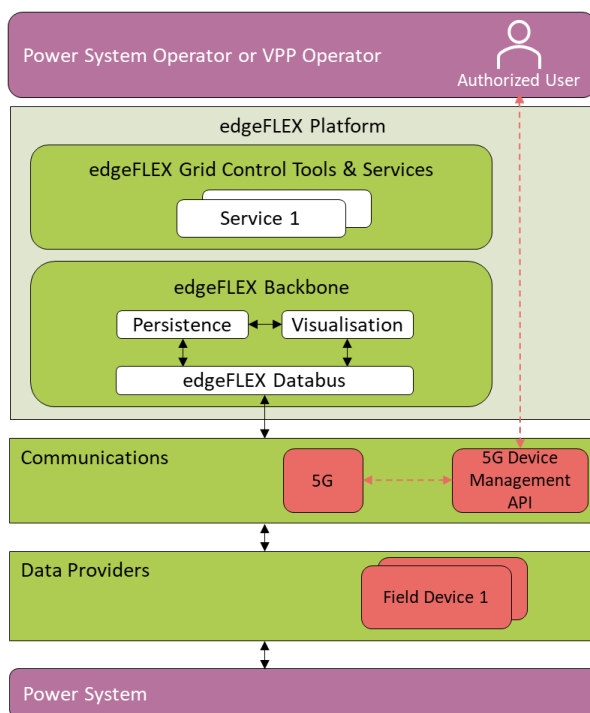 Power System Operator or VPP Operator
Authorized User
edgeFLEX Platform
edgeFLEX Grid Control Tools & Services
Service 1
edgeFLEX Backbone
Persistence
Visualisation
edgeFLEX Databus
Communications
5G
5G Device
Management
API
Data Providers
Field Device 1
Power System